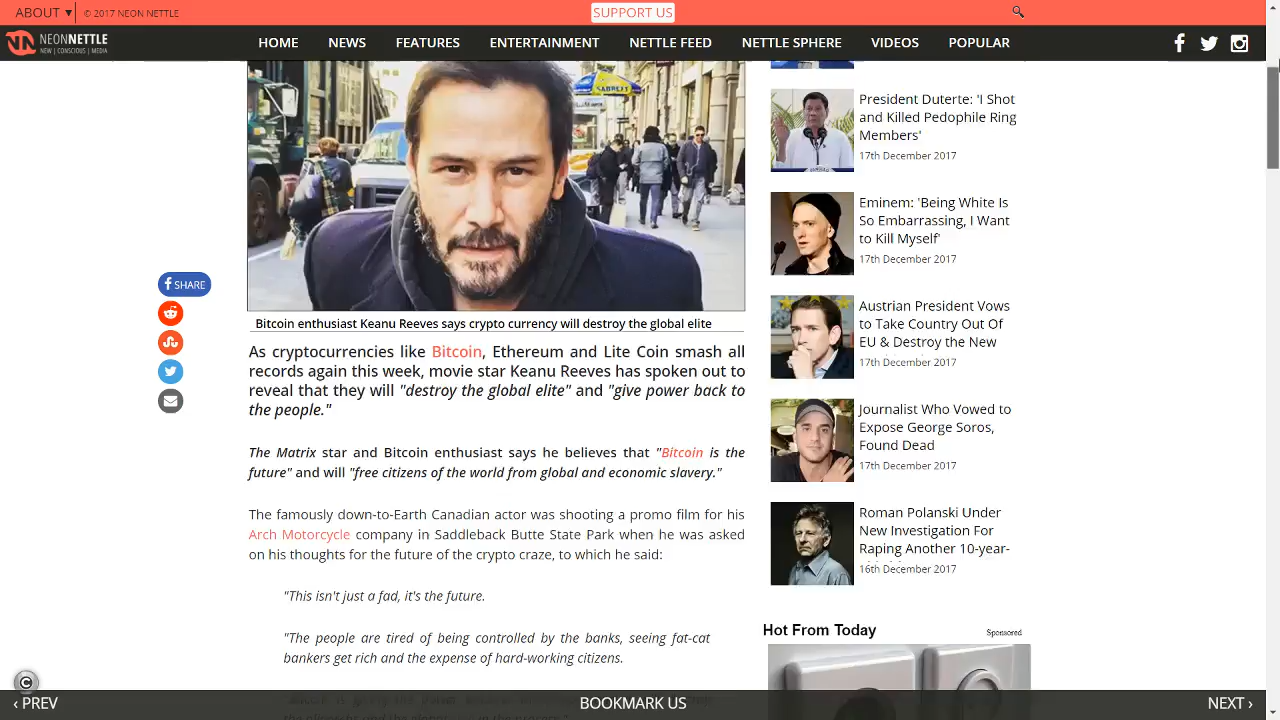 ABOUT ▾ © 2017 NEON NETTLE
SUPPORT US
NEONNETTLE
NEW | CONSCIOUS | MEDIA
HOME NEWS FEATURES ENTERTAINMENT NETTLE FEED NETTLE SPHERE VIDEOS POPULAR
SABRETT
Bitcoin enthusiast Keanu Reeves says crypto currency will destroy the global elite
SHARE
As cryptocurrencies like Bitcoin, Ethereum and Lite Coin smash all
records again this week, movie star Keanu Reeves has spoken out to
reveal that they will "destroy the global elite" and "give power back to
the people."
The Matrix star and Bitcoin enthusiast says he believes that "Bitcoin is the
future" and will "free citizens of the world from global and economic slavery."
The famously down-to-Earth Canadian actor was shooting a promo film for his
Arch Motorcycle company in Saddleback Butte State Park when he was asked
on his thoughts for the future of the crypto craze, to which he said:
"This isn't just a fad, it's the future.
"The people are tired of being controlled by the banks, seeing fat-cat
bankers get rich and the expense of hard-working citizens.
President Duterte: 'I Shot
and Killed Pedophile Ring
Members'
17th December 2017
Eminem: 'Being White Is
So Embarrassing, I Want
to Kill Myself'
17th December 2017
Austrian President Vows
to Take Country Out Of
EU & Destroy the New
17th December 2017
Journalist Who Vowed to
Expose George Soros,
Found Dead
17th December 2017
Roman Polanski Under
New Investigation For
Raping Another 10-year-
16th December 2017
Hot From Today
Sponsored
‹ PREV BOOKMARK US NEXT ›